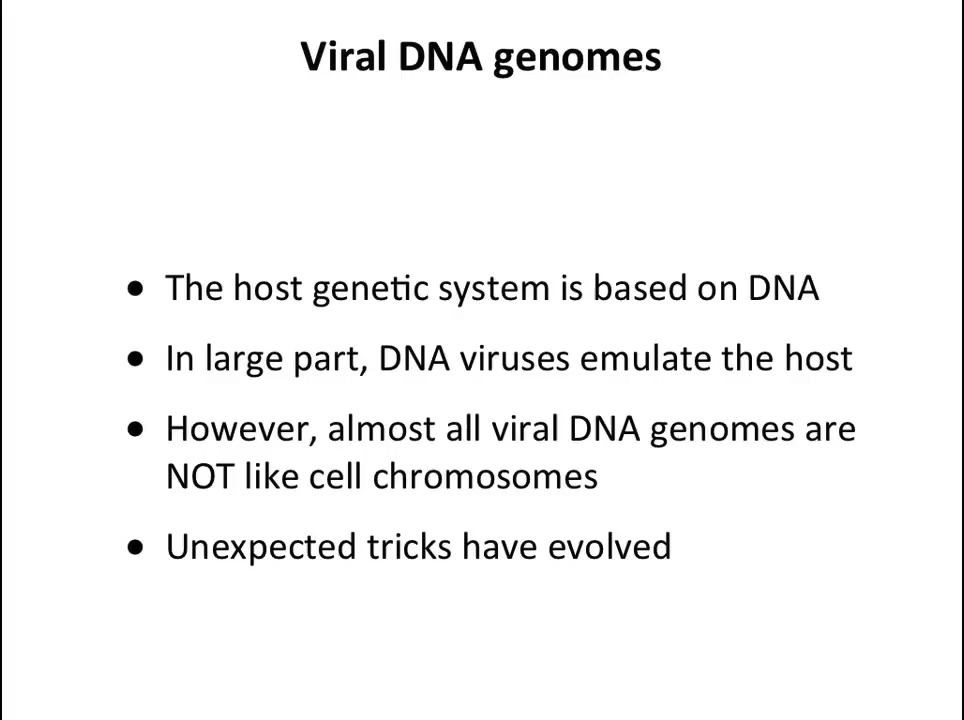 Viral DNA genomes
● The host genetic system is based on DNA
● In large part, DNA viruses emulate the host
● However, almost all viral DNA genomes are
NOT like cell chromosomes
● Unexpected tricks have evolved